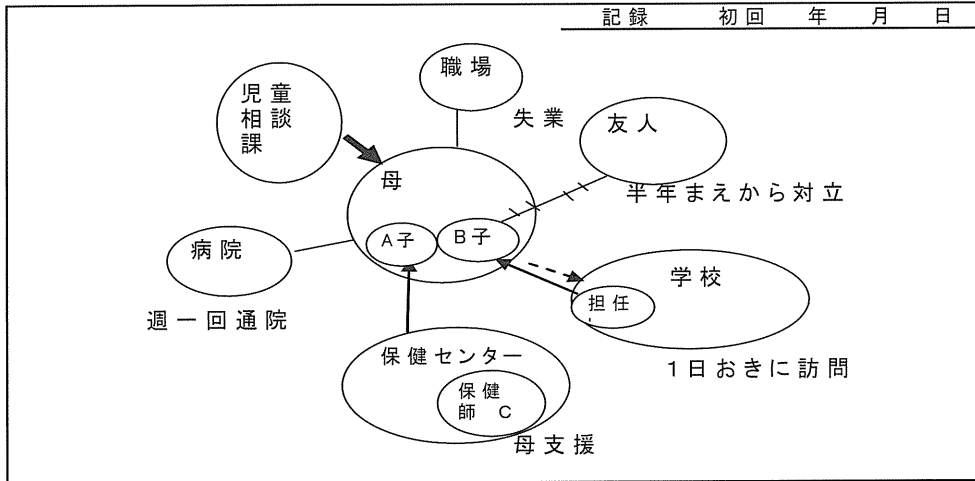 記録 初回 年 月 日
職場
児童
相談
課
失業
友人
母
半年まえから対立
A子
B子
病院
学校
担任
週一回通院
保健センター
1日おきに訪問
保健
師 C
母支援